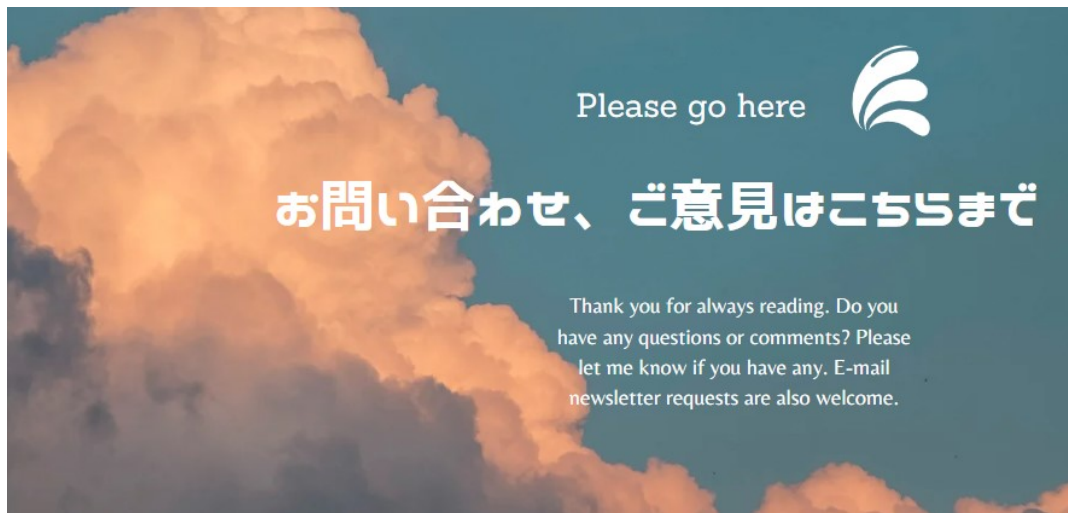 Please go here
お問い合わせ、ご意見はこちらまで
Thank you for always reading. Do you
have any questions or comments? Please
let me know if you have any. E-mail
newsletter requests are also welcome.